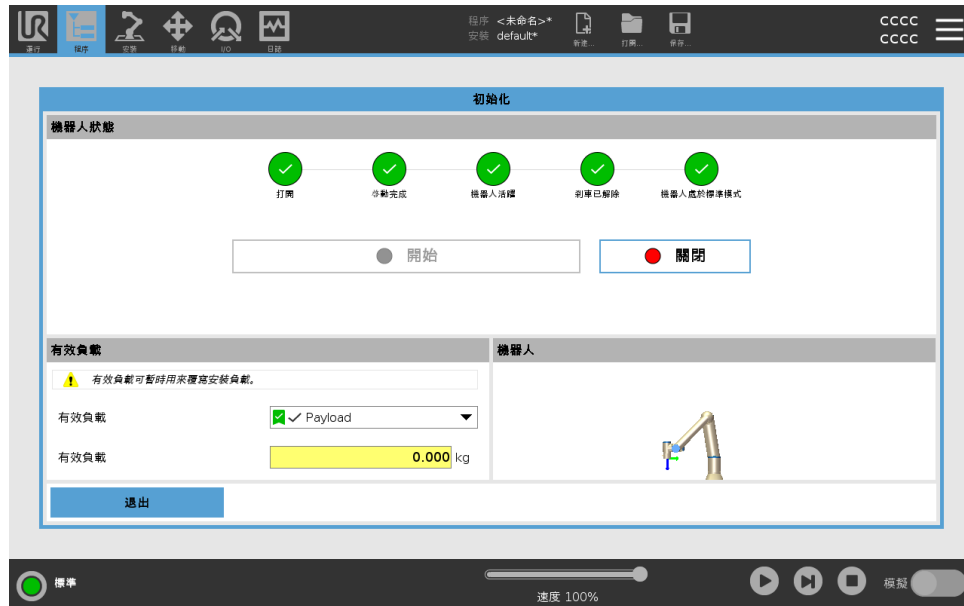 UR
程序 <未命名>*
安裝 default*
cccc
cccc
運行
程序
安裝
移動
I/O
日誌
新建...
打開...
保存...
初始化
機器人狀態
打開
啟動完成
機器人活躍
剎車已解除
機器人處於標準模式
開始
關閉
有效負載
機器人
有效負載可暫時用來覆寫安裝負載。
有效負載
Payload
有效負載
0.000 kg
退出
標準
速度 100%
模擬